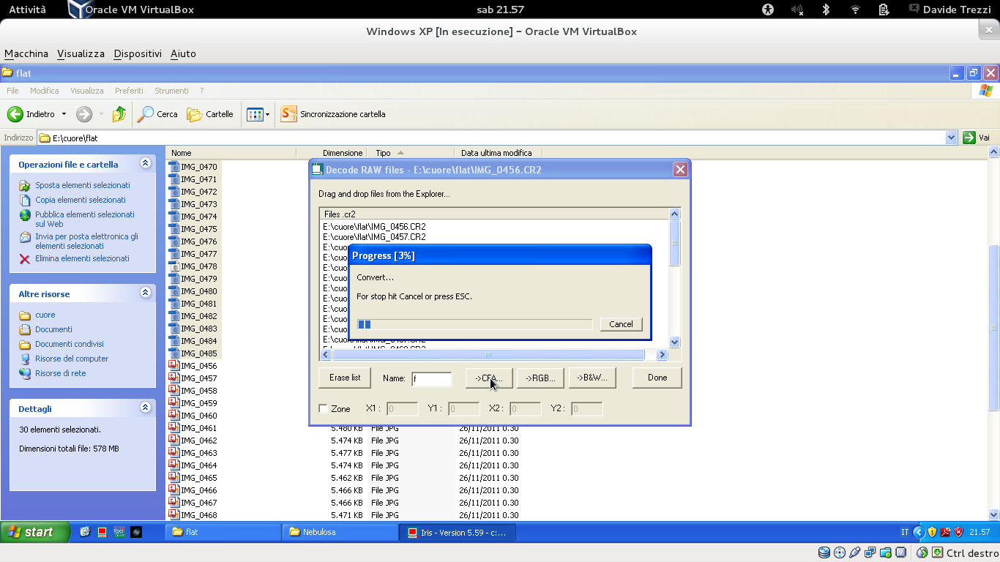 Attività
Oracle VM VirtualBox
sab 21.57
Davide Trezzi
Windows XP [In esecuzione] – Oracle VM VirtualBox
Macchina Visualizza Dispositivi Aiuto
flat
File Modifica Visualizza Preferiti Strumenti ?
Indietro Cerca Cartelle Sincronizzazione cartella
Indirizzo E:\cuore\flat Vai
Operazioni file e cartella
Sposta elementi selezionati
Copia elementi selezionati
Pubblica elementi selezionati
sul Web
Invia per posta elettronica gli
elementi selezionati
Elimina elementi selezionati
Altre risorse
cuore
Documenti
Documenti condivisi
Risorse del computer
Risorse di rete
Dettagli
30 elementi selezionati.
Dimensioni totali file: 578 MB
Nome Dimensione Tipo Data ultima modifica
IMG_0470
IMG_0471
IMG_0472
IMG_0473
IMG_0474
IMG_0475
IMG_0476
IMG_0477
IMG_0478
IMG_0479
IMG_0480
IMG_0481
IMG_0482
IMG_0483
IMG_0484
IMG_0485
IMG_0456
IMG_0457
IMG_0458
IMG_0459
IMG_0460
IMG_0461 5.480 KB File JPG 26/11/2011 0.30
IMG_0462 5.474 KB File JPG 26/11/2011 0.30
IMG_0463 5.477 KB File JPG 26/11/2011 0.30
IMG_0464 5.474 KB File JPG 26/11/2011 0.30
IMG_0465 5.462 KB File JPG 26/11/2011 0.30
IMG_0466 5.466 KB File JPG 26/11/2011 0.30
IMG_0467 5.466 KB File JPG 26/11/2011 0.30
IMG_0468 5.471 KB File JPG 26/11/2011 0.30
Decode RAW files - E:\cuore\flat\IMG_0456.CR2
Drag and drop files from the Explorer...
Files .cr2
E:\cuore\flat\IMG_0456.CR2
E:\cuore\flat\IMG_0457.CR2
E:\cuo
E:\cuo
E:\cuo
E:\cuo
E:\cuo
E:\cuo
E:\cuo
E:\cuo
Progress [3%]
Convert...
For stop hit Cancel or press ESC.
Cancel
Erase list Name: f ->CFA... ->RGB... ->B&W... Done
Zone X1 : 0 Y1 : 0 X2 : 0 Y2 : 0
start
flat
Nebulosa
Iris - Version 5.59 - c:...
IT 21.57
Ctrl destro